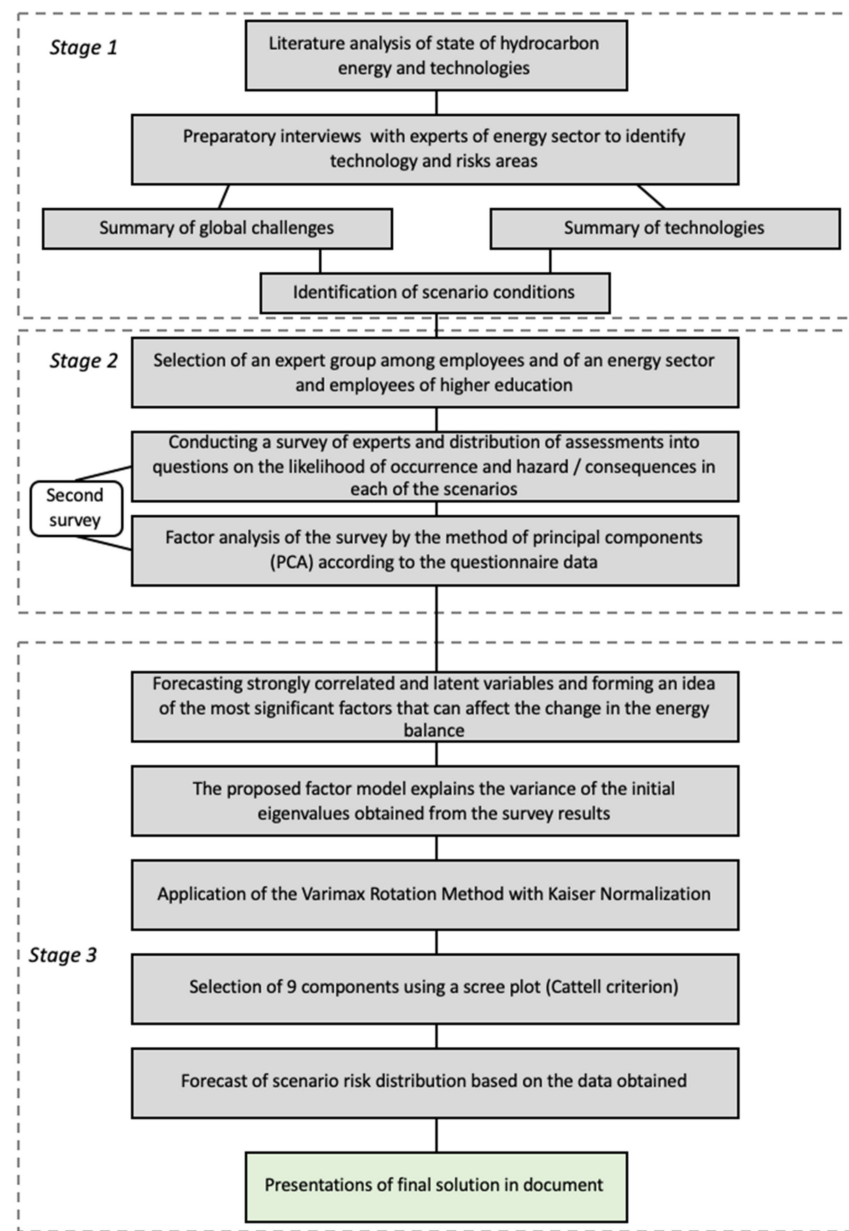 Stage 1
Literature analysis of state of hydrocarbon
energy and technologies
Preparatory interviews with experts of energy sector to identify
technology and risks areas
Summary of global challenges
Summary of technologies
Identification of scenario conditions
Stage 2
Selection of an expert group among employees and of an energy sector
and employees of higher education
Conducting a survey of experts and distribution of assessments into
questions on the likelihood of occurrence and hazard / consequences in
each of the scenarios
Second
survey
Factor analysis of the survey by the method of principal components
(PCA) according to the questionnaire data
Forecasting strongly correlated and latent variables and forming an idea
of the most significant factors that can affect the change in the energy
balance
The proposed factor model explains the variance of the initial
eigenvalues obtained from the survey results
Application of the Varimax Rotation Method with Kaiser Normalization
Stage 3
Selection of 9 components using a scree plot (Cattell criterion)
Forecast of scenario risk distribution based on the data obtained
Presentations of final solution in document